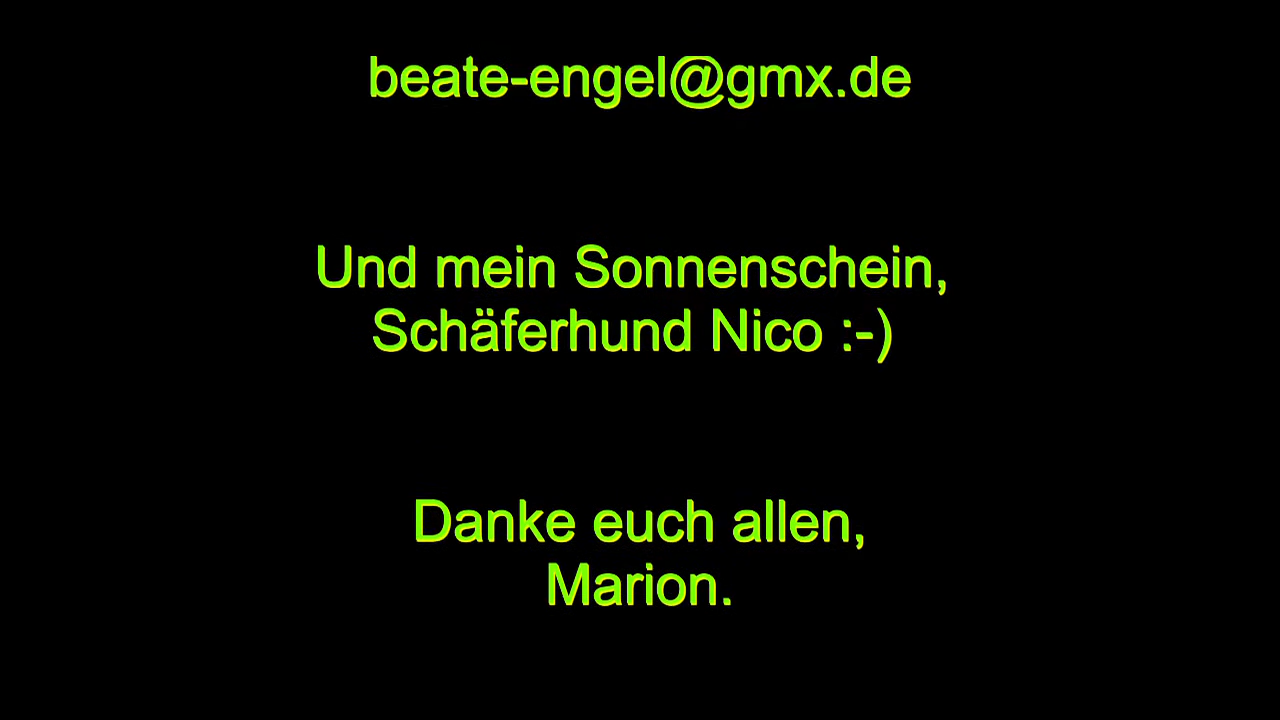 beate-engel@gmx.de
Und mein Sonnenschein,
Schäferhund Nico :-)
Danke euch allen,
Marion.